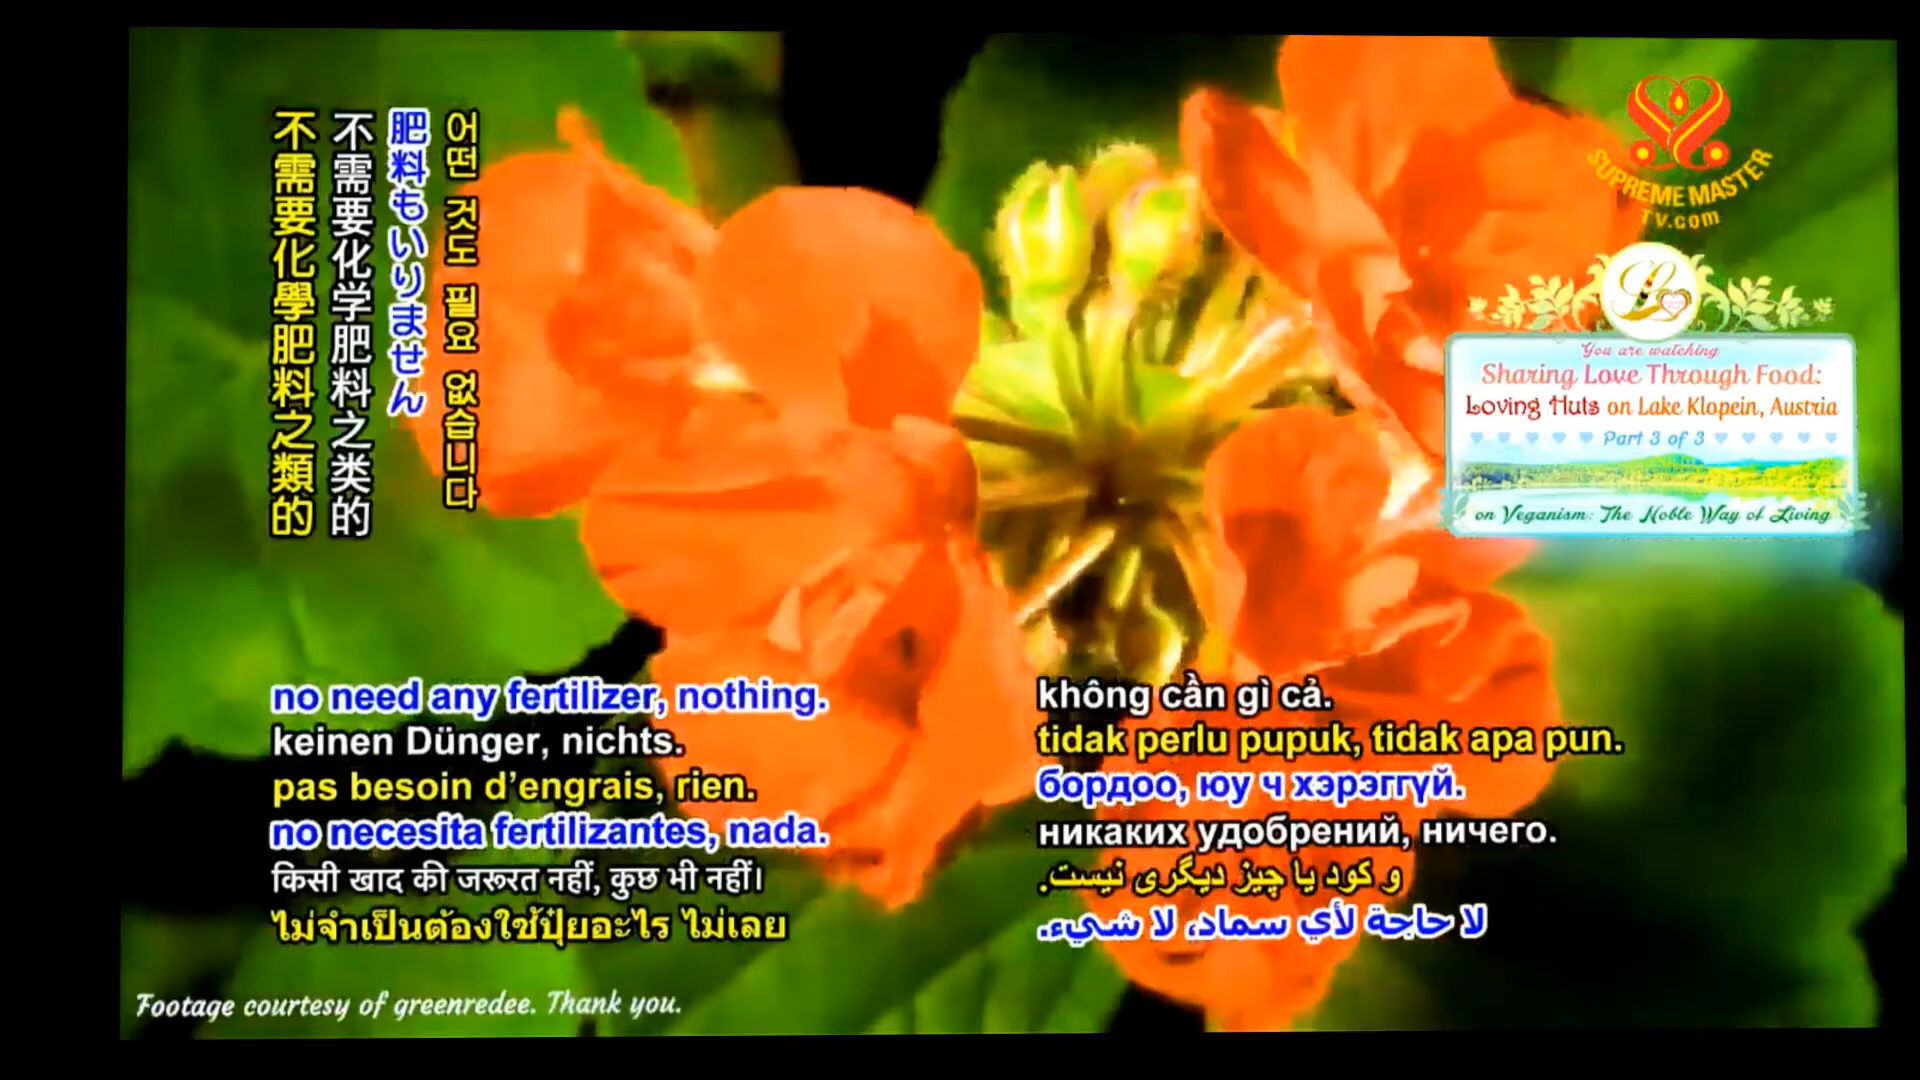 不需要化學肥料之類的
不需要化学肥料之类的
肥料もいりません
어떤 것도 필요 없습니다
SUPREME MASTER
TV.com
L
You are watching
Sharing Love Through Food:
Loving Huts on Lake Klopein, Austria
Part 3 of 3
on Veganism: The Noble Way of Living
no need any fertilizer, nothing.
keinen Dünger, nichts.
pas besoin d’engrais, rien.
no necesita fertilizantes, nada.
किसी खाद की जरूरत नहीं, कुछ भी नहीं।
ไม่จำเป็นต้องใช้ปุ๋ยอะไร ไม่เลย
không cần gì cả.
tidak perlu pupuk, tidak apa pun.
бордоо, юу ч хэрэггүй.
никаких удобрений, ничего.
و کود یا چیز دیگری نیست.
لا حاجة لأي سماد، لا شيء.
Footage courtesy of greenredee. Thank you.